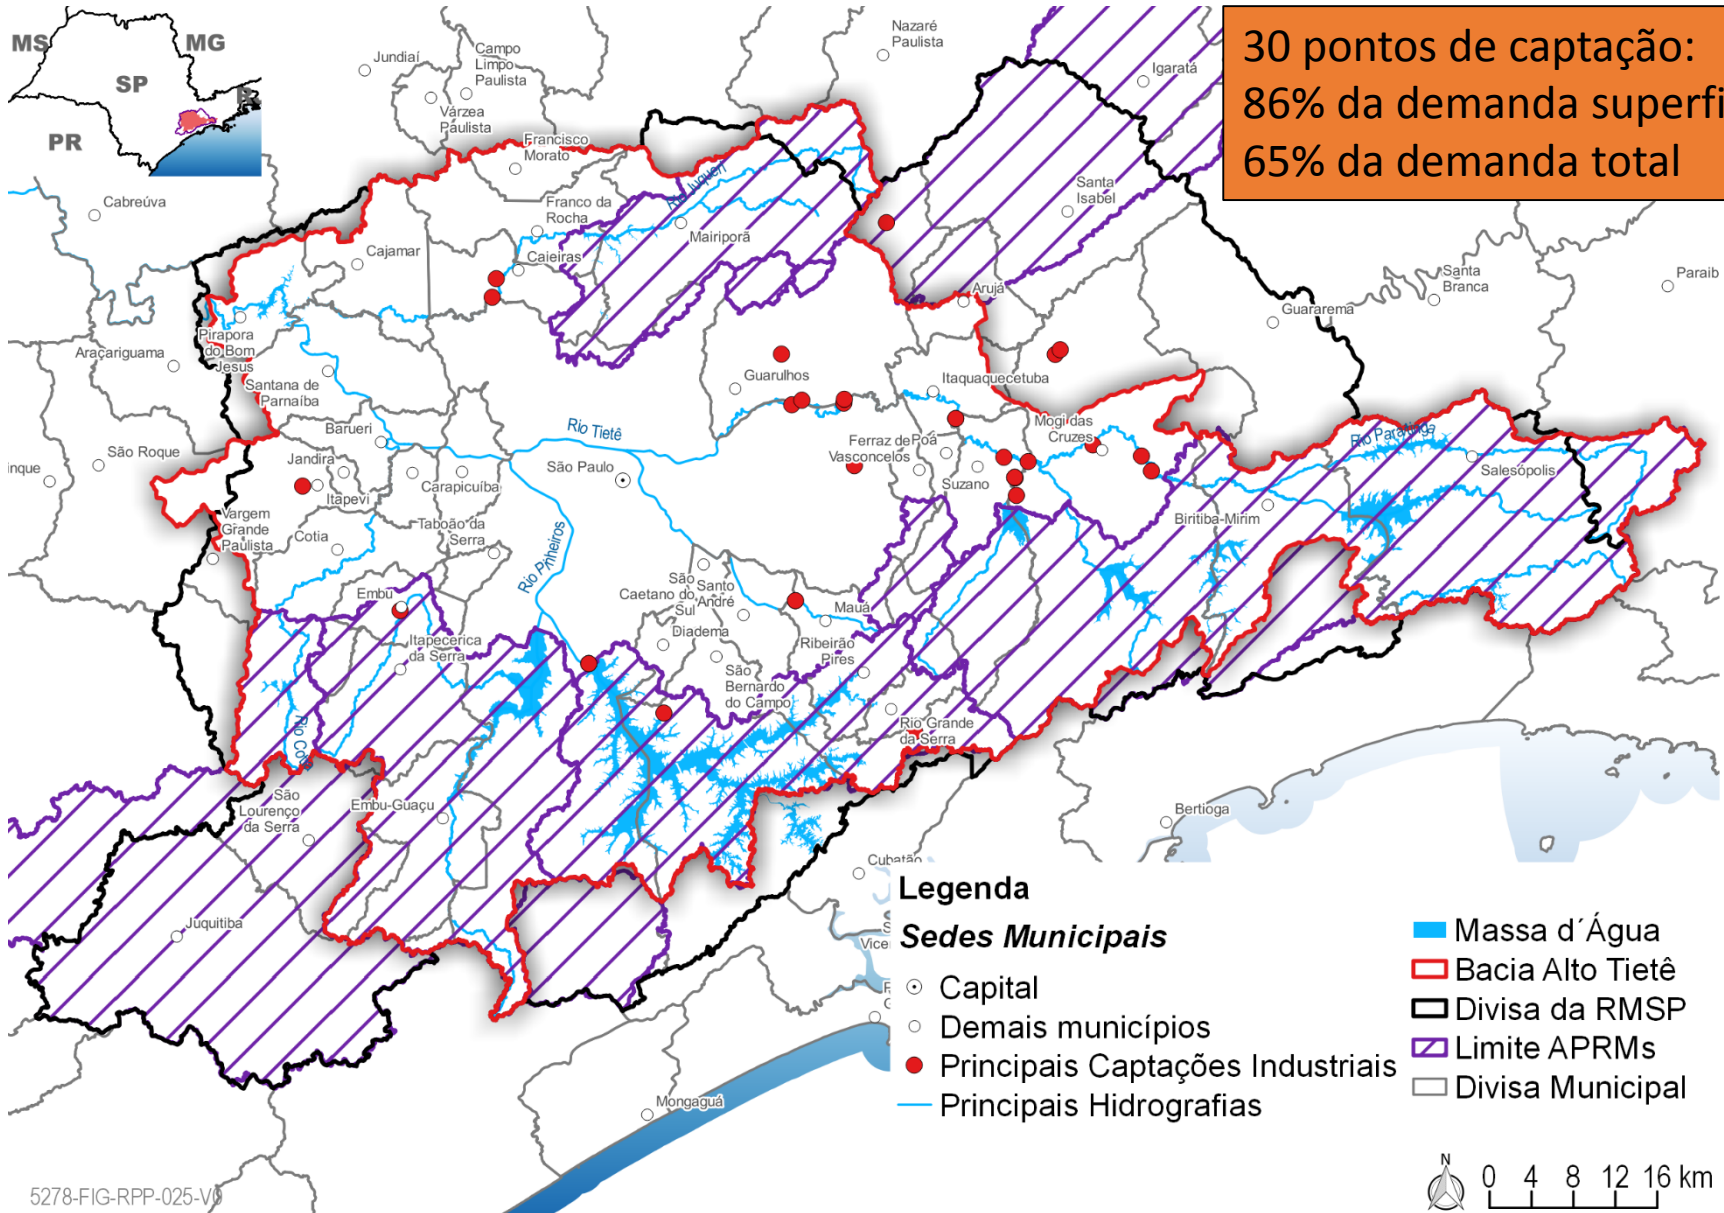 MS
MG
SP
PR
30 pontos de captação:
86% da demanda superfi
65% da demanda total
Nazaré
Paulista
Igaratá
Jundiaí
Campo
Limpo
Paulista
Várzea
Paulista
Francisco
Morato
Cabreúva
Franco da
Rocha
Mairiporã
Santa
Isabel
Cajamar
Caieiras
Arujá
Santa
Branca
Paraib
Guararema
Pirapora
do Bom
Jesus
Araçariguama
Santana de
Parnaíba
Guarulhos
Itaquaquecetuba
Barueri
Rio Tietê
Mogi das
Cruzes
Rio Paraitinga
São Roque
inque
Jandira
Itapevi
Carapicuíba
São Paulo
Ferraz de
Vasconcelos
Poá
Suzano
Salesópolis
Vargem
Grande
Paulista
Cotia
Taboão da
Serra
Rio Pinheiros
Biritiba-Mirim
Embu
São
Caetano do
Sul
Santo
André
Mauá
Diadema
Ribeirão
Pires
Itapecerica
da Serra
São
Bernardo
do Campo
Rio Grande
da Serra
São
Lourenço
da Serra
Embu-Guaçu
Bertioga
Cubatão
Juquitiba
Vice
Mongaguá
Legenda
Sedes Municipais
Capital
Demais municípios
Principais Captações Industriais
Principais Hidrografias
Massa d´Água
Bacia Alto Tietê
Divisa da RMSP
Limite APRMs
Divisa Municipal
N
0 4 8 12 16 km
5278-FIG-RPP-025-V0